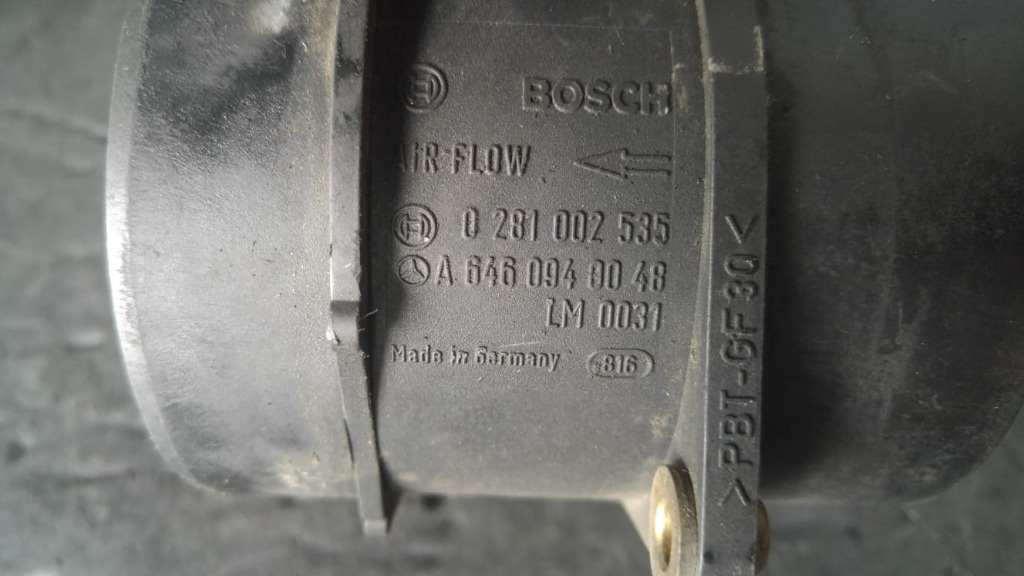 BOSCH
AIR FLOW
0 281 002 535
A 646 094 00 48
LM 0031
Made in Germany 816
>PBT-GF30<